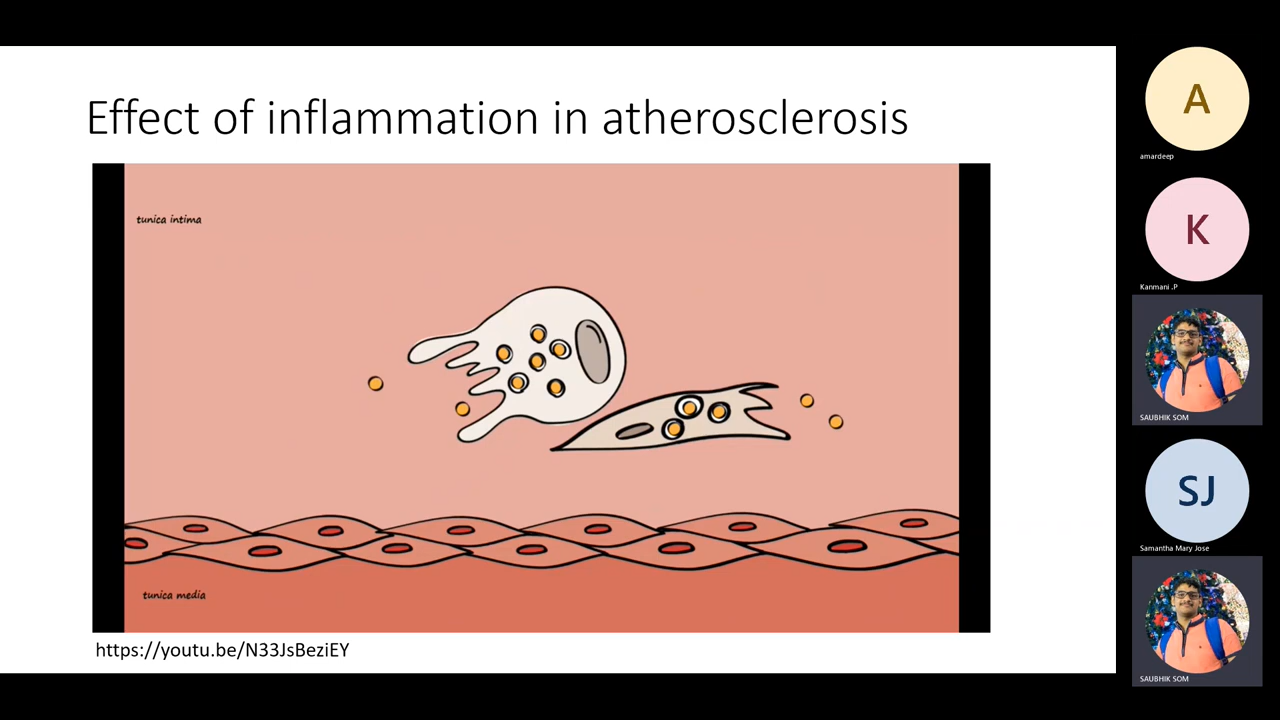 Effect of inflammation in atherosclerosis
tunica intima
tunica media
https://youtu.be/N33JsBeziEY
A
amardeep
K
Kanmani .P
SAUBHIK SOM
SJ
Samantha Mary Jose
SAUBHIK SOM